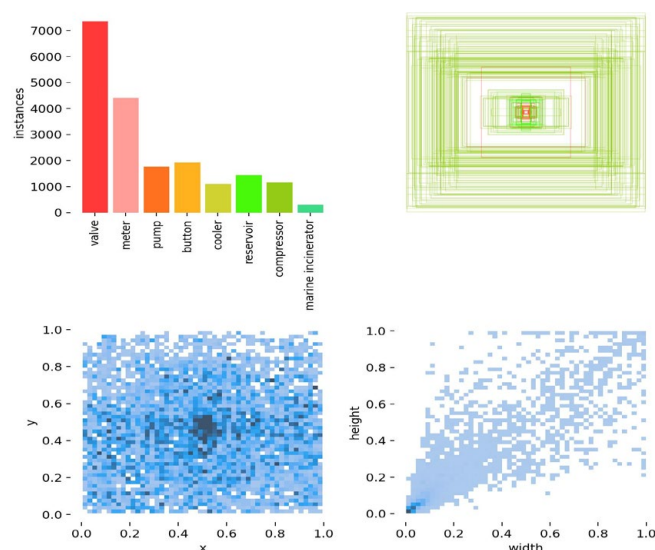 7000
6000
5000
4000
3000
2000
1000
0
instances
valve
meter
pump
button
cooler
reservoir
compressor
marine incinerator
1.0
0.8
0.6
0.4
0.2
0.0
y
0.0 0.2 0.4 0.6 0.8 1.0
x
1.0
0.8
0.6
0.4
0.2
0.0
height
0.0 0.2 0.4 0.6 0.8 1.0
width